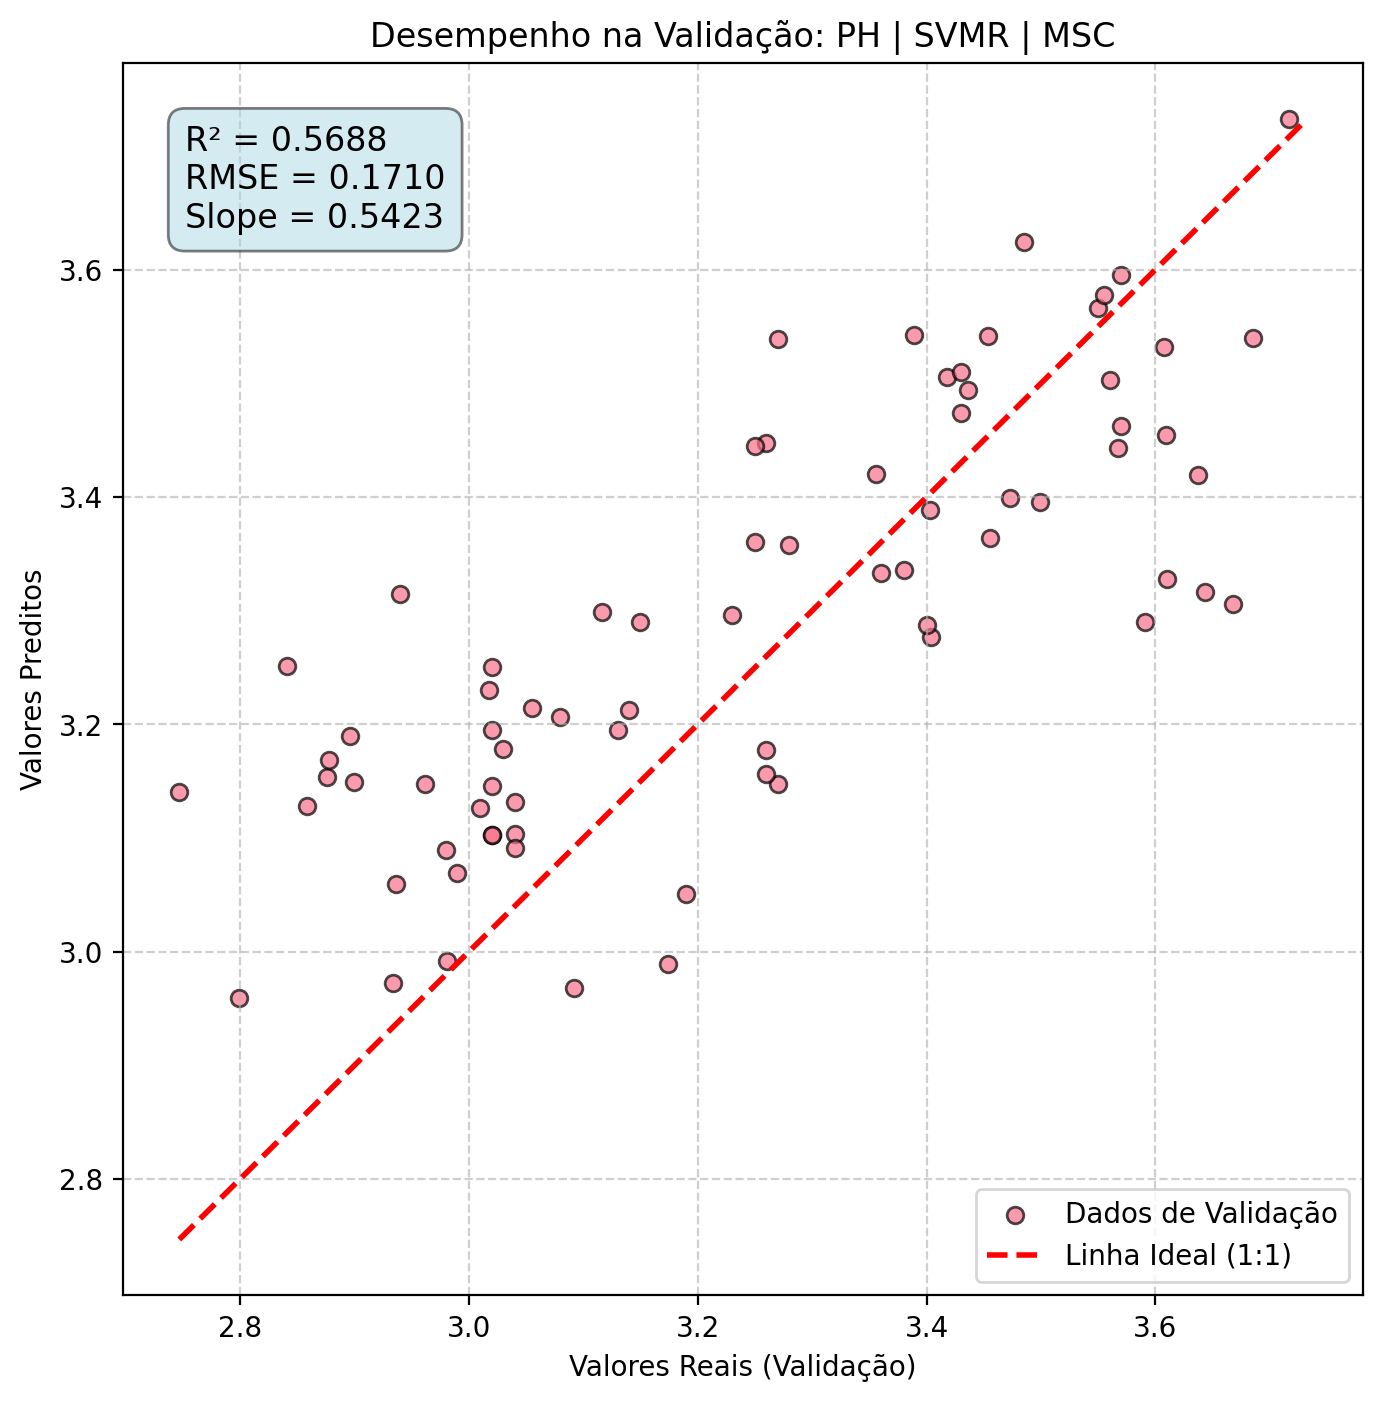 Desempenho na Validação: PH | SVMR | MSC
R² = 0.5688
RMSE = 0.1710
Slope = 0.5423
3.6
3.4
3.2
3.0
2.8
Valores Preditos
Dados de Validação
Linha Ideal (1:1)
2.8 3.0 3.2 3.4 3.6
Valores Reais (Validação)